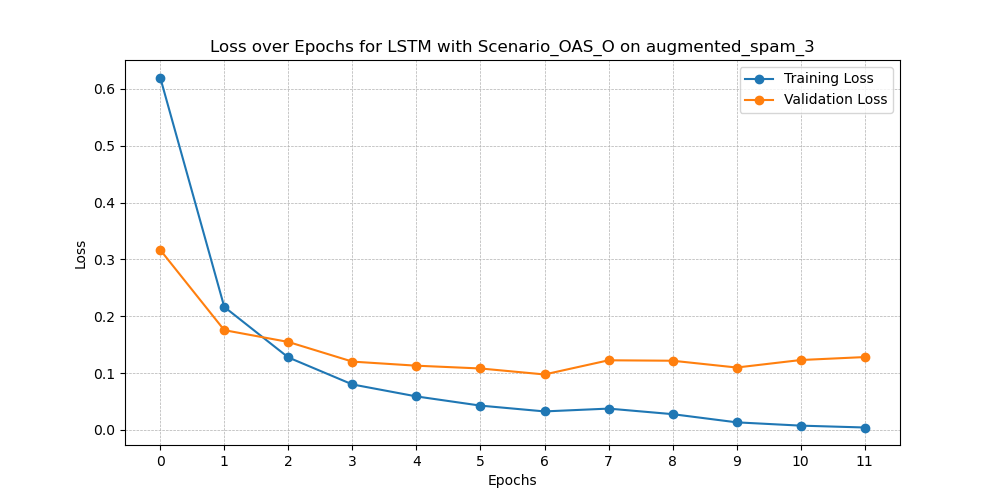 Loss over Epochs for LSTM with Scenario_OAS_O on augmented_spam_3
Training Loss
Validation Loss
Loss
0.6
0.5
0.4
0.3
0.2
0.1
0.0
0 1 2 3 4 5 6 7 8 9 10 11
Epochs